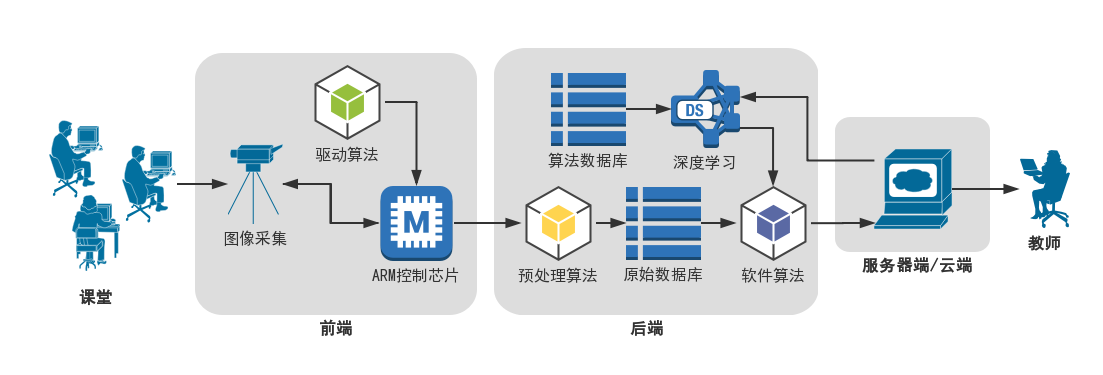 驱动算法
图像采集
M
ARM控制芯片
课堂
前端
算法数据库
DS
深度学习
预处理算法
原始数据库
软件算法
后端
服务器端/云端
教师